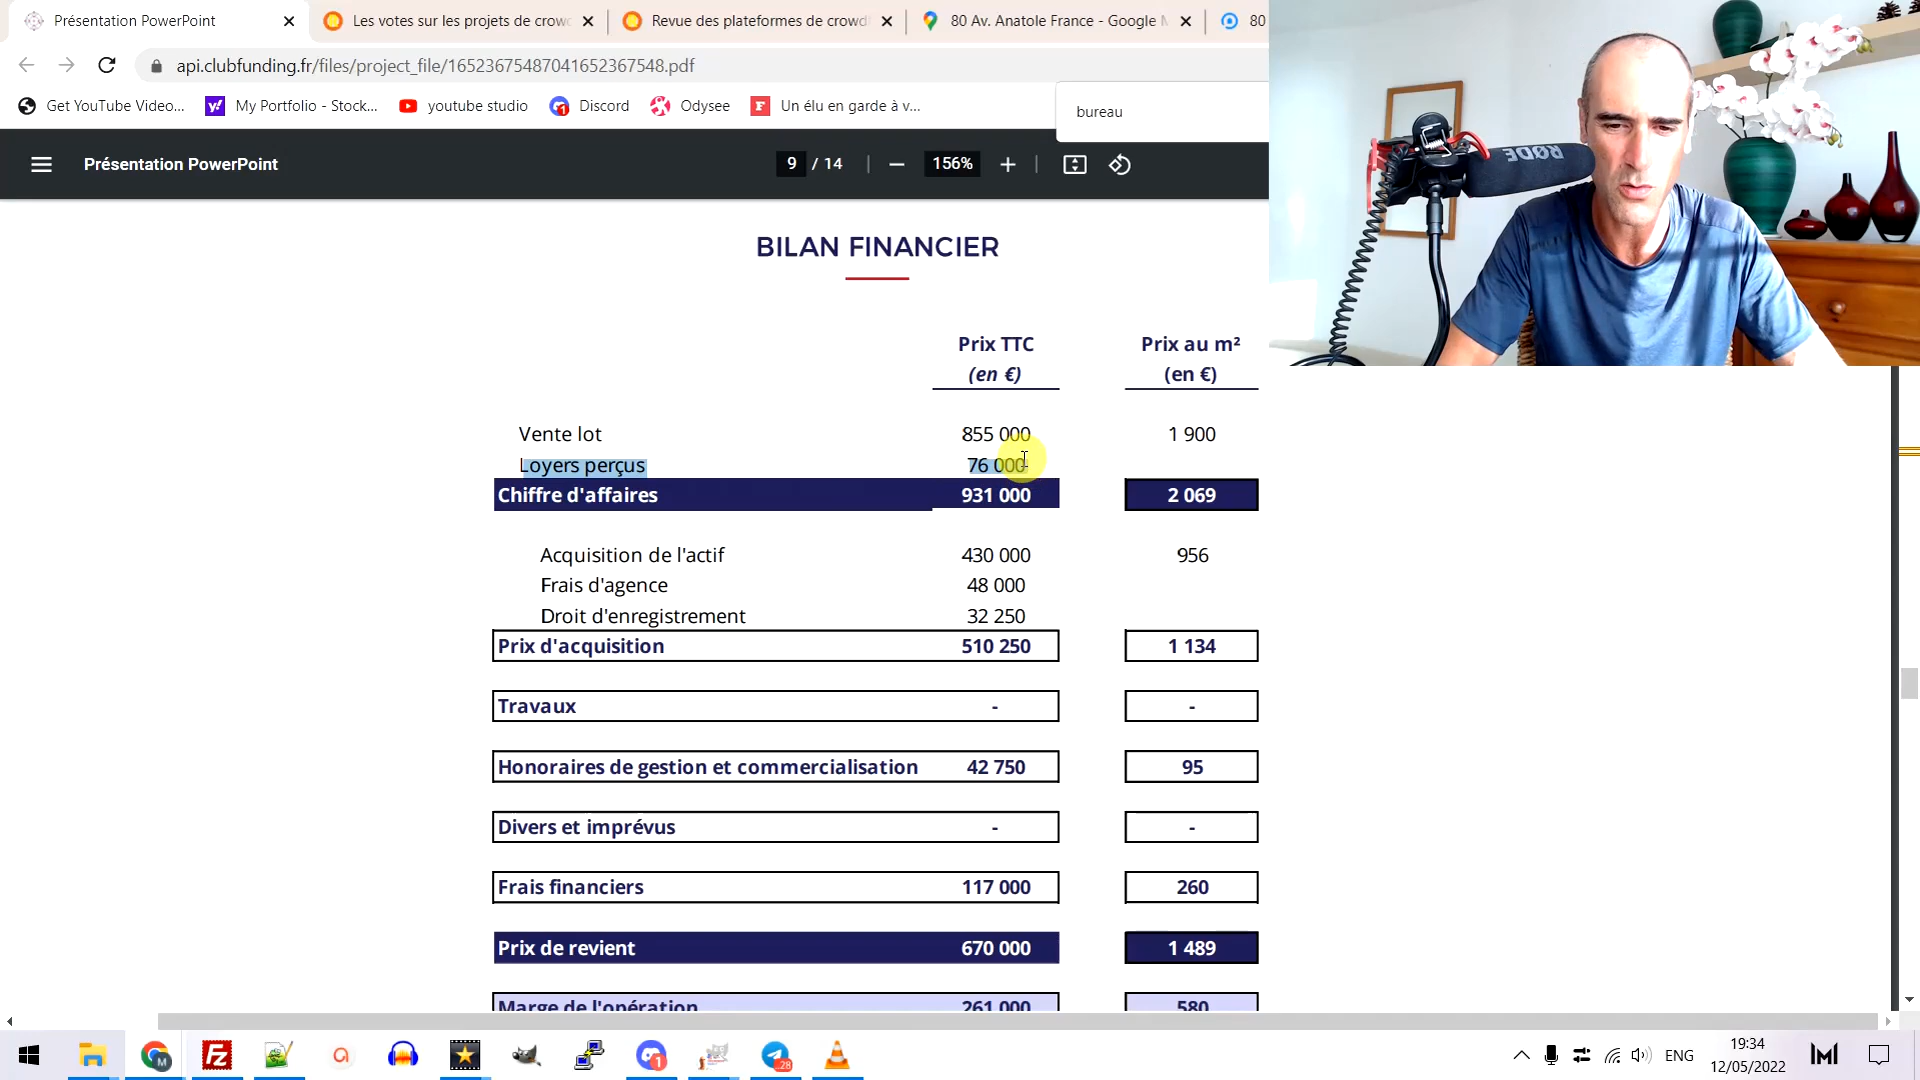 Présentation PowerPoint
Les votes sur les projets de crowd
Revue des plateformes de crowdf
80 Av. Anatole France - Google M
80
api.clubfunding.fr/files/project_file/16523675487041652367548.pdf
Get YouTube Video...
My Portfolio - Stock...
youtube studio
Discord
Odysee
Un élu en garde à v...
bureau
Présentation PowerPoint
9 / 14
156%
RØDE
BILAN FINANCIER
Prix TTC Prix au m²
(en €) (en €)
Vente lot 855 000 1 900
Loyers perçus 76 000
Chiffre d'affaires 931 000 2 069
Acquisition de l'actif 430 000 956
Frais d'agence 48 000
Droit d'enregistrement 32 250
Prix d'acquisition 510 250 1 134
Travaux - -
Honoraires de gestion et commercialisation 42 750 95
Divers et imprévus - -
Frais financiers 117 000 260
Prix de revient 670 000 1 489
Marge de l'opération 261 000 580
ENG
19:34
12/05/2022